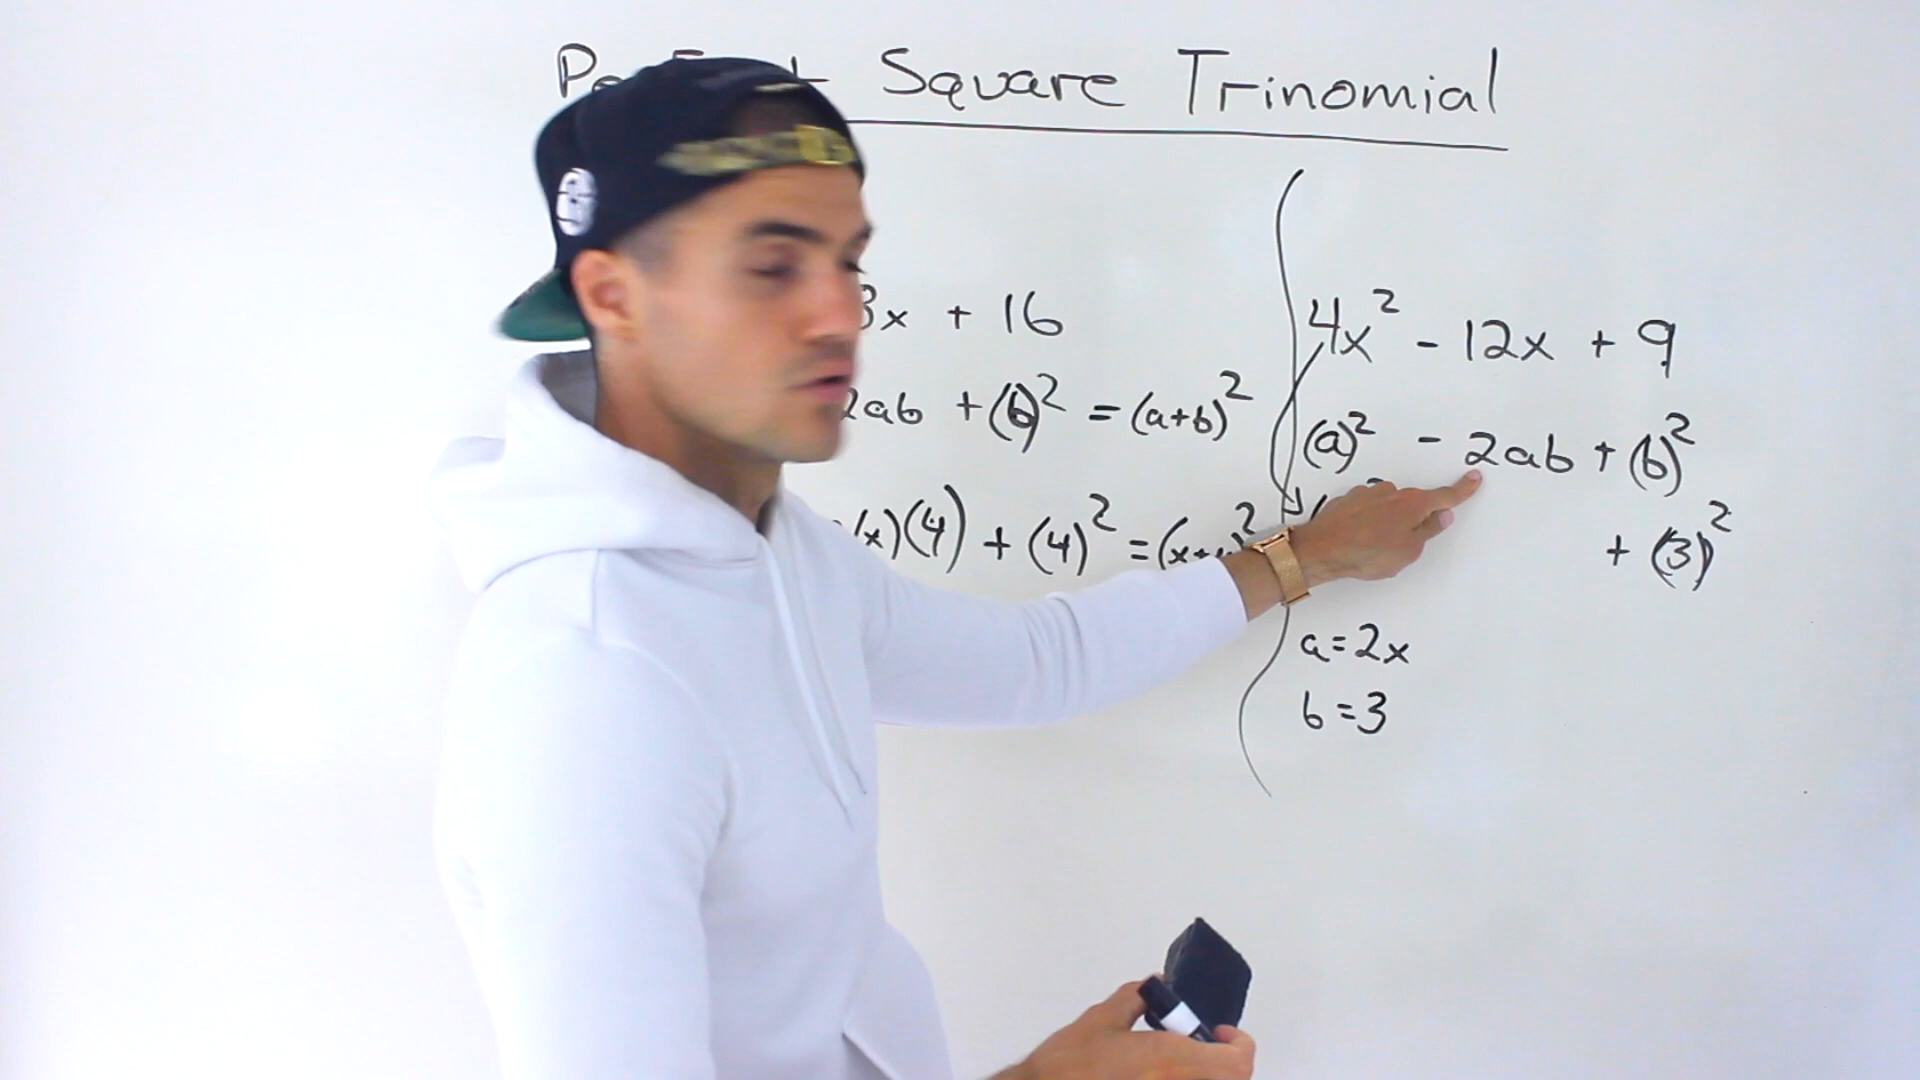 Square Trinomial
x + 16
2ab + (b)² = (a+b)²
(x)(4) + (4)² = (x+
4x² - 12x + 9
(a)² - 2ab + (b)²
+ (3)²
a = 2x
b = 3